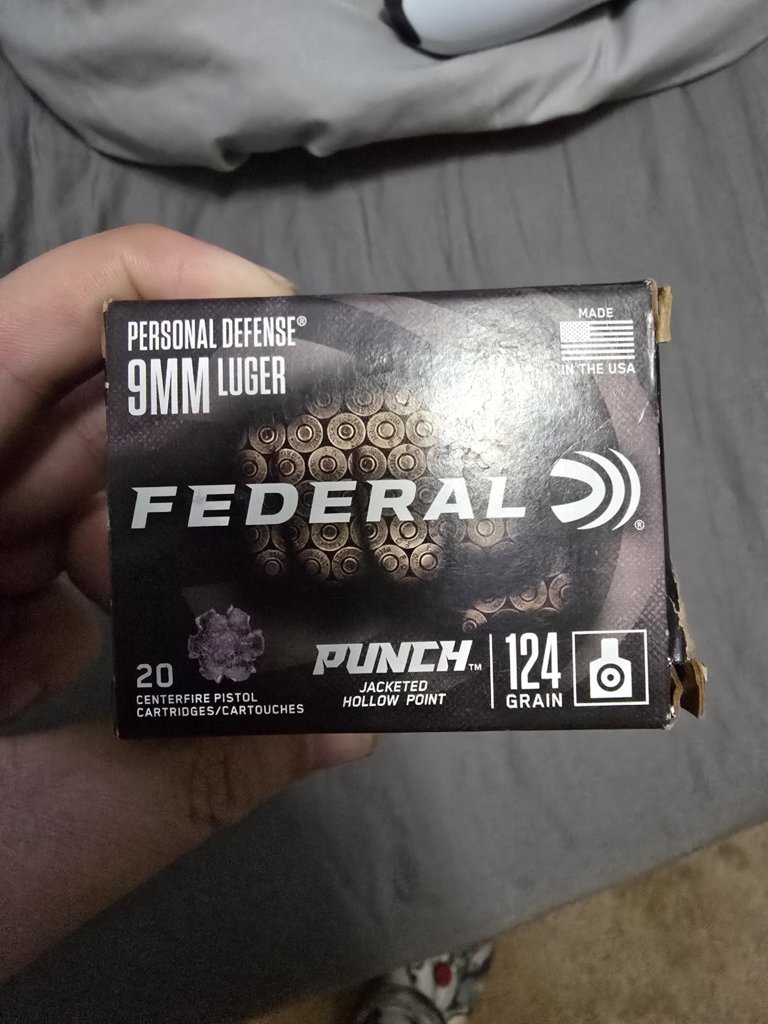 PERSONAL DEFENSE®
9MM LUGER
MADE
IN THE USA
FEDERAL ®
20
CENTERFIRE PISTOL
CARTRIDGES/CARTOUCHES
PUNCH™
JACKETED
HOLLOW POINT
124
GRAIN